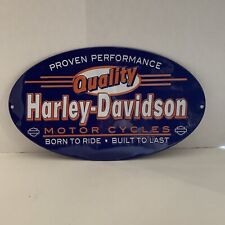 PROVEN PERFORMANCE
Quality
Harley-Davidson
MOTOR CYCLES
BORN TO RIDE • BUILT TO LAST